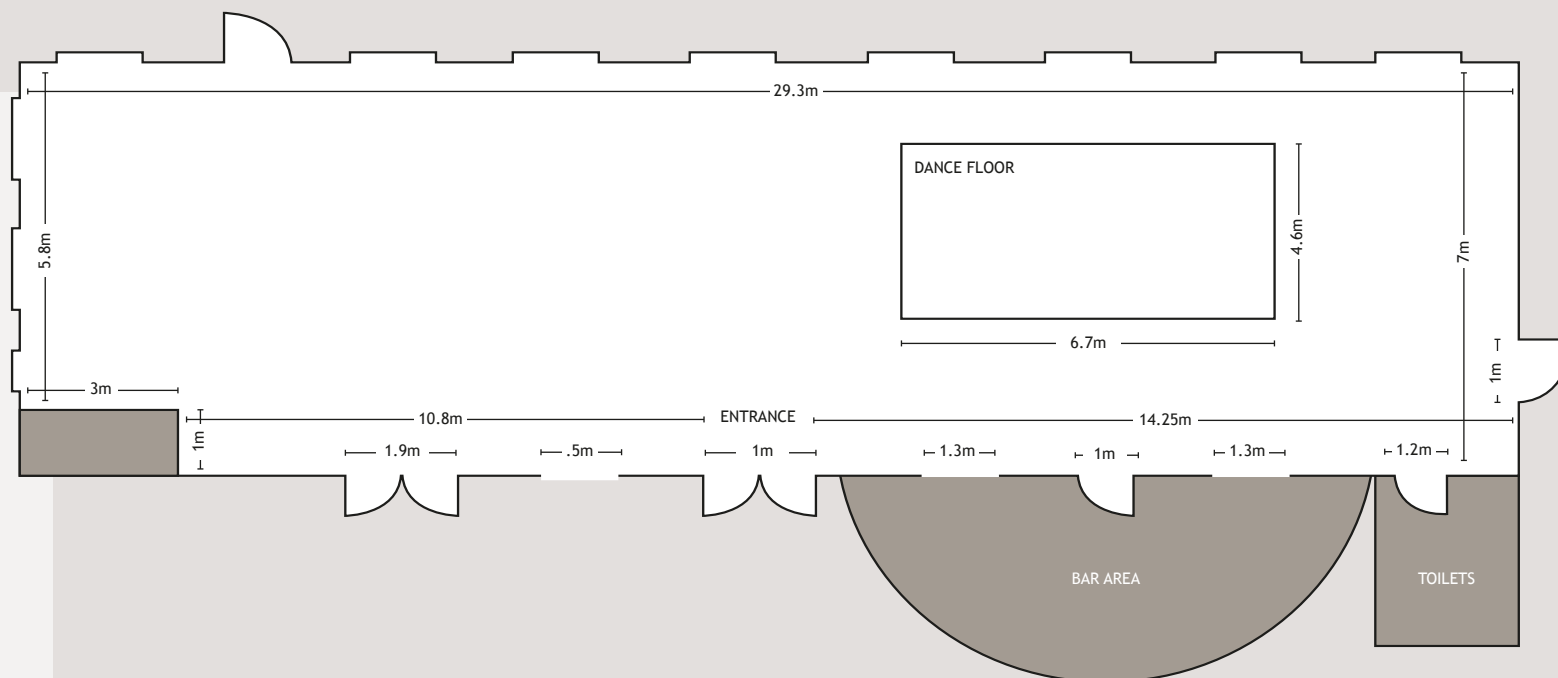 29.3m
DANCE FLOOR
5.8m
4.6m
7m
6.7m
1m
3m
10.8m
ENTRANCE
14.25m
1m
1.9m
.5m
1m
1.3m
1m
1.3m
1.2m
BAR AREA
TOILETS